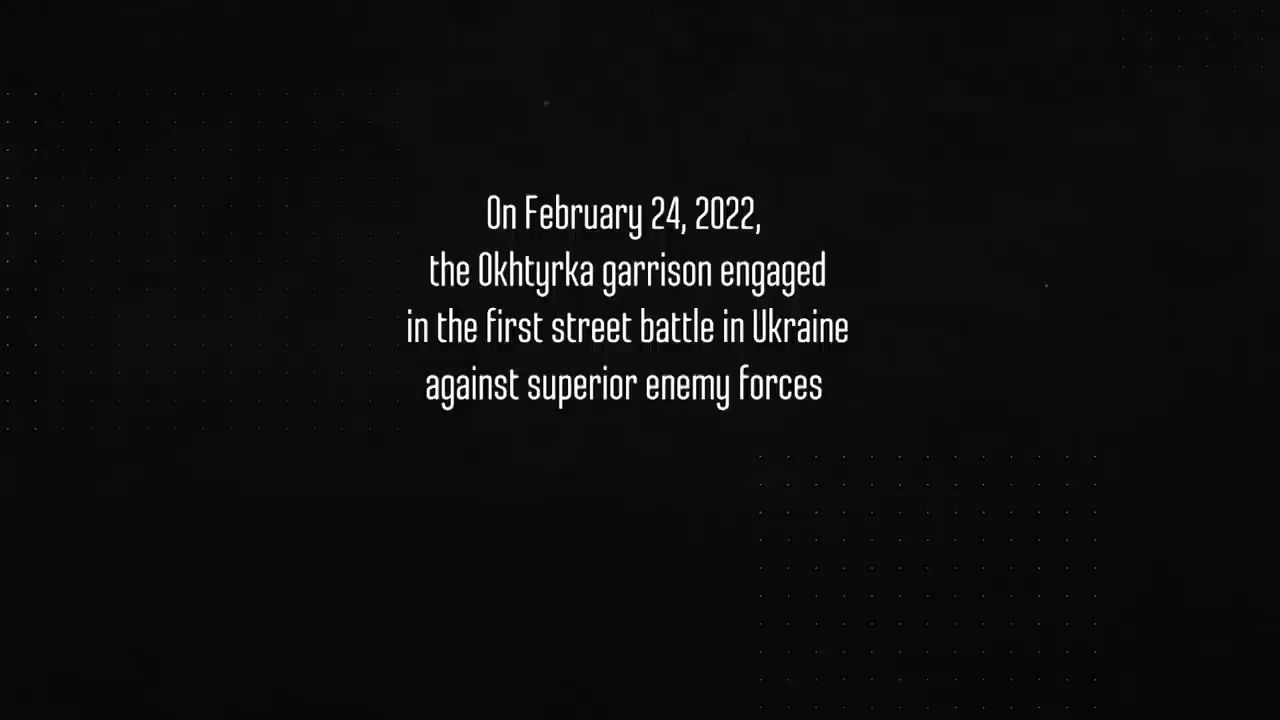 On February 24, 2022,
the Okhtyrka garrison engaged
in the first street battle in Ukraine
against superior enemy forces